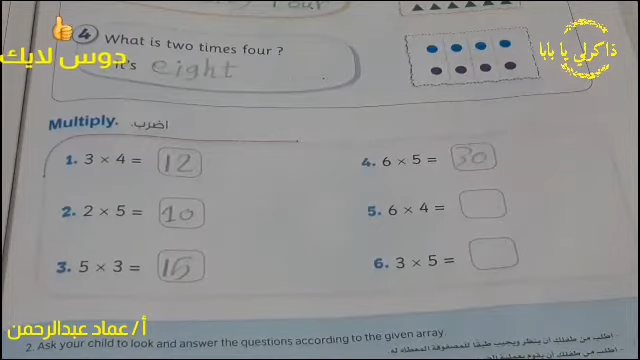 ④ What is two times four ?
It's eight
جوس لايك
ذاكرلي يا بابا
Multiply. اضرب.
1. 3 × 4 = 12
2. 2 × 5 = 10
3. 5 × 3 = 15
4. 6 × 5 = 30
5. 6 × 4 =
6. 3 × 5 =
أ/ عماد عبدالرحمن
2. Ask your child to look and answer the questions according to the given array.